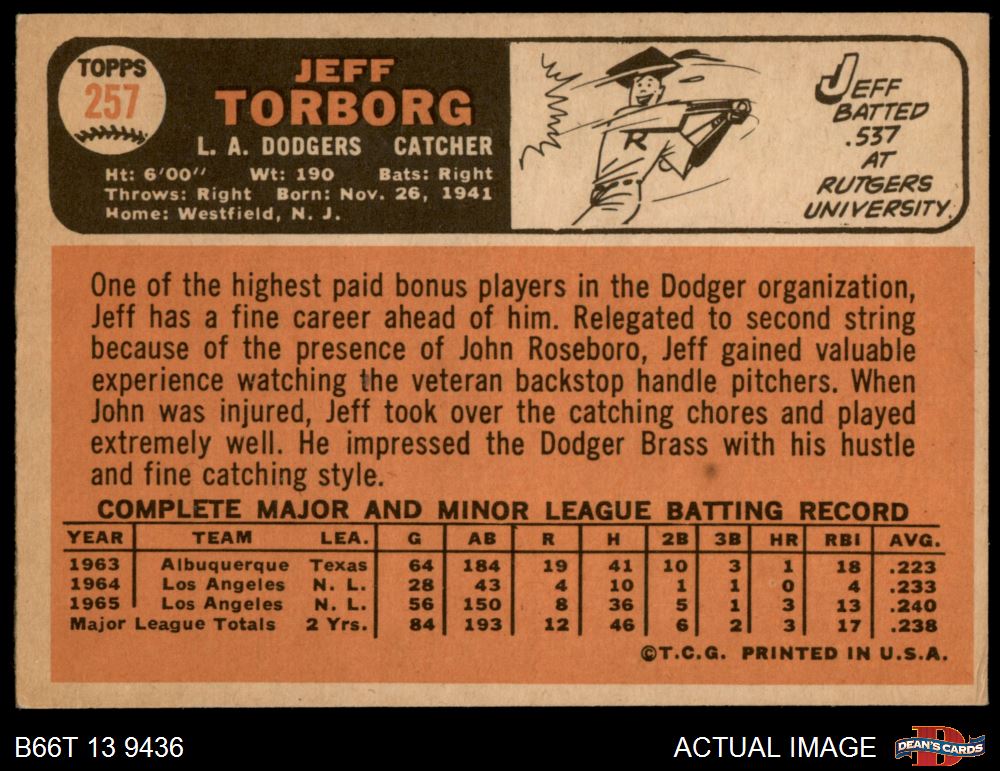 TOPPS
257
JEFF
TORBORG
L. A. DODGERS CATCHER
Ht: 6'00" Wt: 190 Bats: Right
Throws: Right Born: Nov. 26, 1941
Home: Westfield, N. J.
R
JEFF
BATTED
.537
AT
RUTGERS
UNIVERSITY.
One of the highest paid bonus players in the Dodger organization,
Jeff has a fine career ahead of him. Relegated to second string
because of the presence of John Roseboro, Jeff gained valuable
experience watching the veteran backstop handle pitchers. When
John was injured, Jeff took over the catching chores and played
extremely well. He impressed the Dodger Brass with his hustle
and fine catching style.
COMPLETE MAJOR AND MINOR LEAGUE BATTING RECORD
YEAR TEAM LEA. G AB R H 2B 3B HR RBI AVG.
1963 Albuquerque Texas 64 184 19 41 10 3 1 18 .223
1964 Los Angeles N. L. 28 43 4 10 1 1 0 4 .233
1965 Los Angeles N. L. 56 150 8 36 5 1 3 13 .240
Major League Totals 2 Yrs. 84 193 12 46 6 2 3 17 .238
©T.C.G. PRINTED IN U.S.A.
B66T 13 9436
ACTUAL IMAGE
D
DEAN'S CARDS